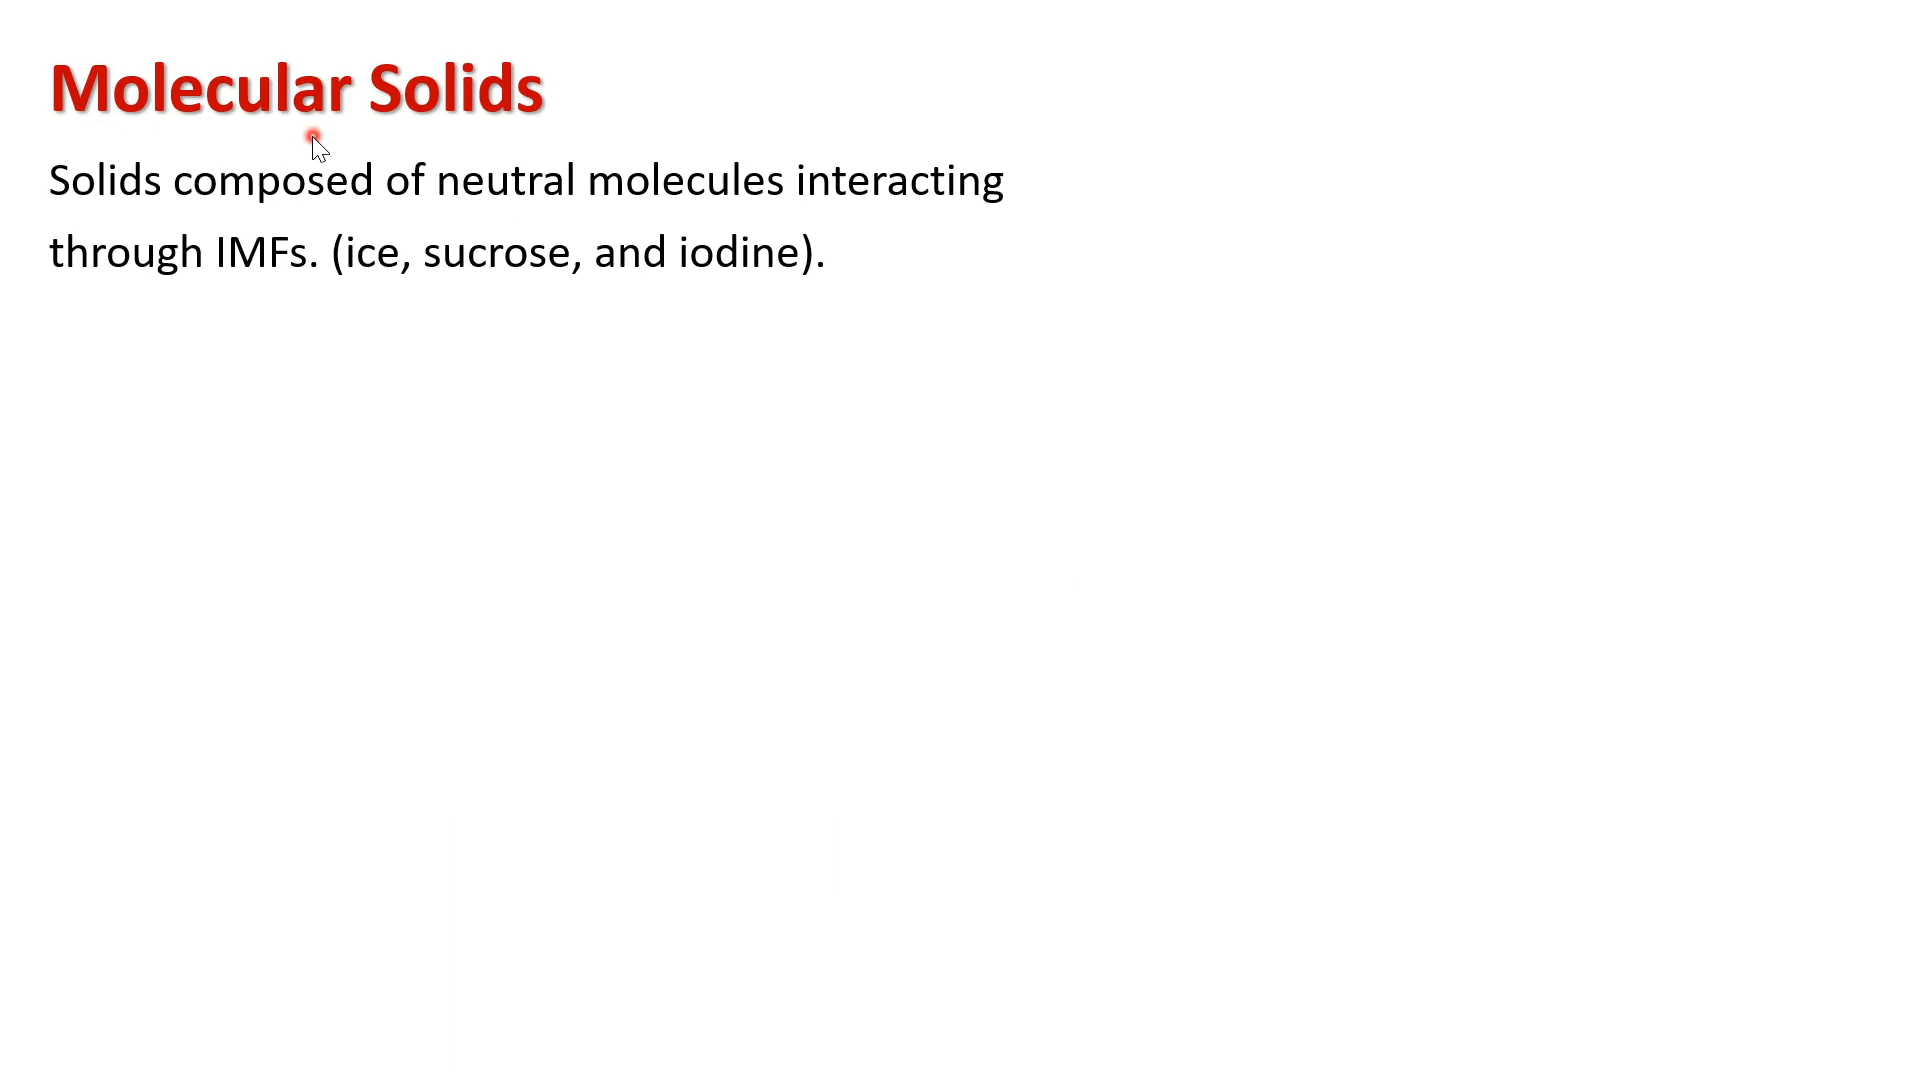 Molecular Solids
Solids composed of neutral molecules interacting
through IMFs. (ice, sucrose, and iodine).